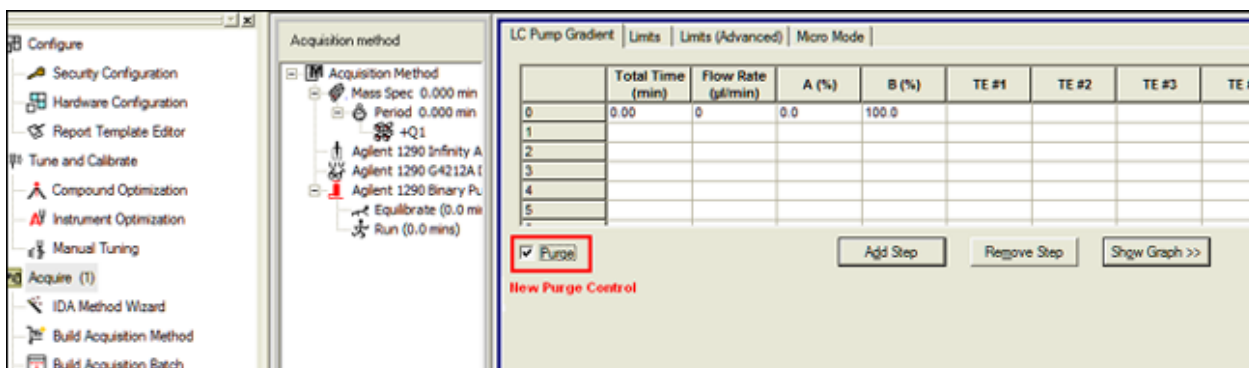 Configure
Security Configuration
Hardware Configuration
Report Template Editor
Tune and Calibrate
Compound Optimization
Instrument Optimization
Manual Tuning
Acquire (1)
IDA Method Wizard
Build Acquisition Method
Build Acquisition Batch
Acquisition method
Acquisition Method
Mass Spec 0.000 min
Period 0.000 min
+Q1
Agilent 1290 Infinity A
Agilent 1290 G4212A
Agilent 1290 Binary Pu
Equilibrate (0.0 mi
Run (0.0 mins)
LC Pump Gradient Limits Limits (Advanced) Micro Mode
Total Time (min) Flow Rate (µl/min) A (%) B (%) TE #1 TE #2 TE #3 TE
0 0.00 0 0.0 100.0
1
2
3
4
5
Purge Add Step Remove Step Show Graph >>
New Purge Control